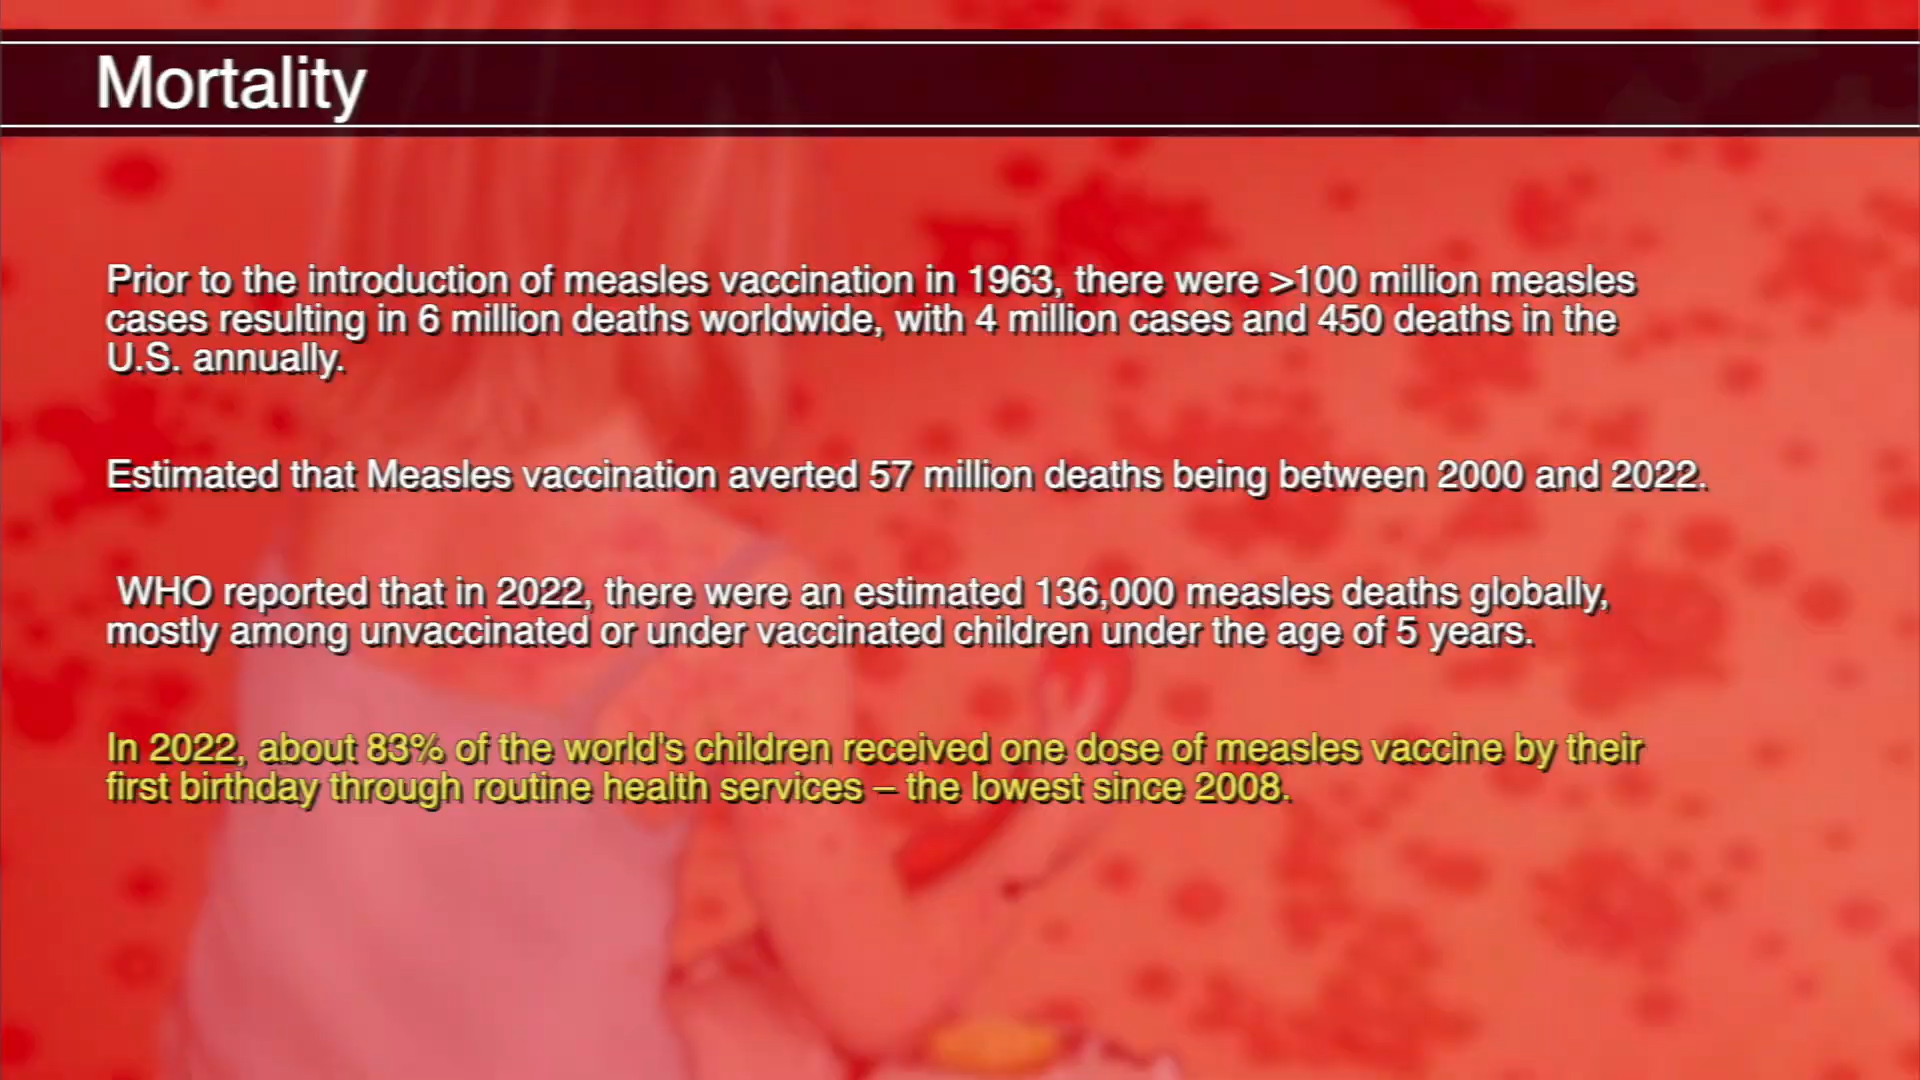 Mortality
Prior to the introduction of measles vaccination in 1963, there were >100 million measles
cases resulting in 6 million deaths worldwide, with 4 million cases and 450 deaths in the
U.S. annually.
Estimated that Measles vaccination averted 57 million deaths being between 2000 and 2022.
WHO reported that in 2022, there were an estimated 136,000 measles deaths globally,
mostly among unvaccinated or under vaccinated children under the age of 5 years.
In 2022, about 83% of the world's children received one dose of measles vaccine by their
first birthday through routine health services – the lowest since 2008.